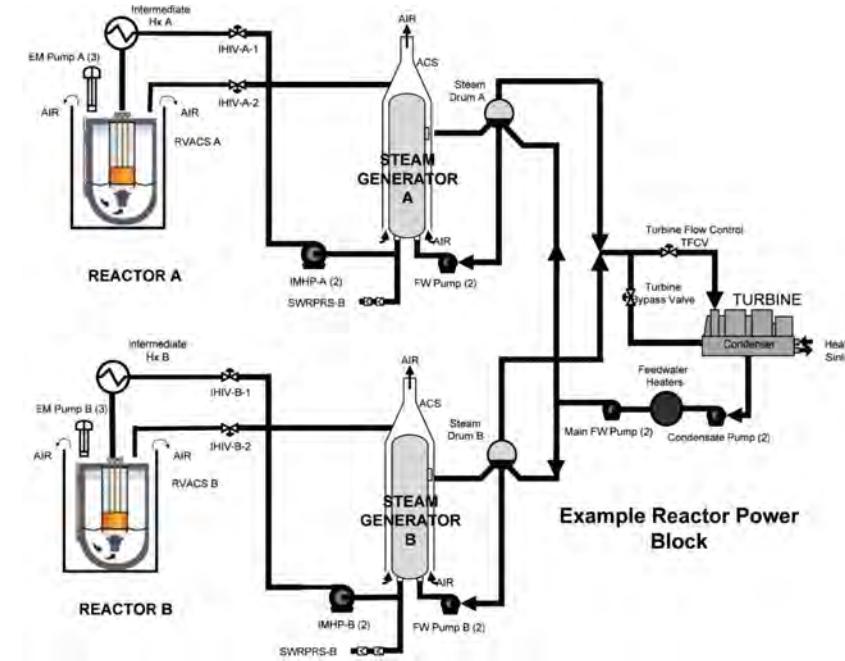 Intermediate
Hx A
AIR
IHIV-A-1
EM Pump A (3)
ACS
Steam
Drum A
IHIV-A-2
AIR
AIR
RVACS A
STEAM
GENERATOR
A
Turbine Flow Control
TFCV
AIR
REACTOR A
IMHP-A (2)
FW Pump (2)
Turbine
Bypass Valve
TURBINE
SWRPRS-B
Condenser
Heat
Sink
Intermediate
Hx B
AIR
Feedwater
Heaters
IHIV-B-1
ACS
EM Pump B (3)
Steam
Drum B
Main FW Pump (2)
Condensate Pump (2)
IHIV-B-2
AIR
AIR
RVACS B
STEAM
GENERATOR
B
Example Reactor Power
Block
AIR
REACTOR B
IMHP-B (2)
FW Pump B (2)
SWRPRS-B